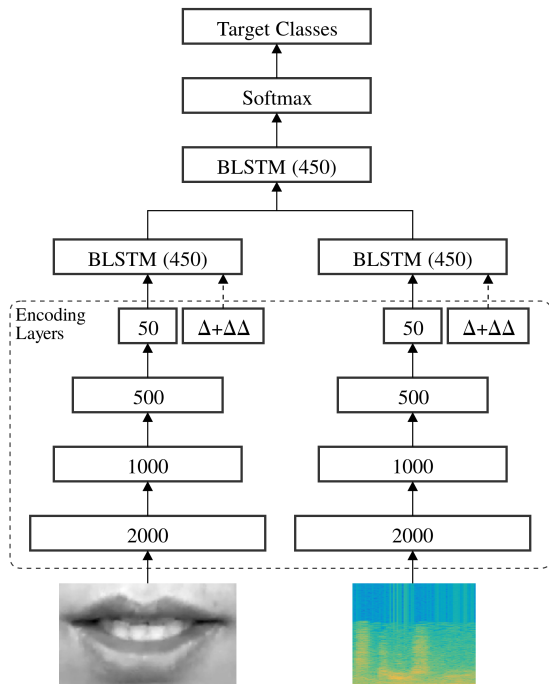 Target Classes
Softmax
BLSTM (450)
BLSTM (450)
BLSTM (450)
Encoding
Layers
50
Δ+ΔΔ
50
Δ+ΔΔ
500
500
1000
1000
2000
2000